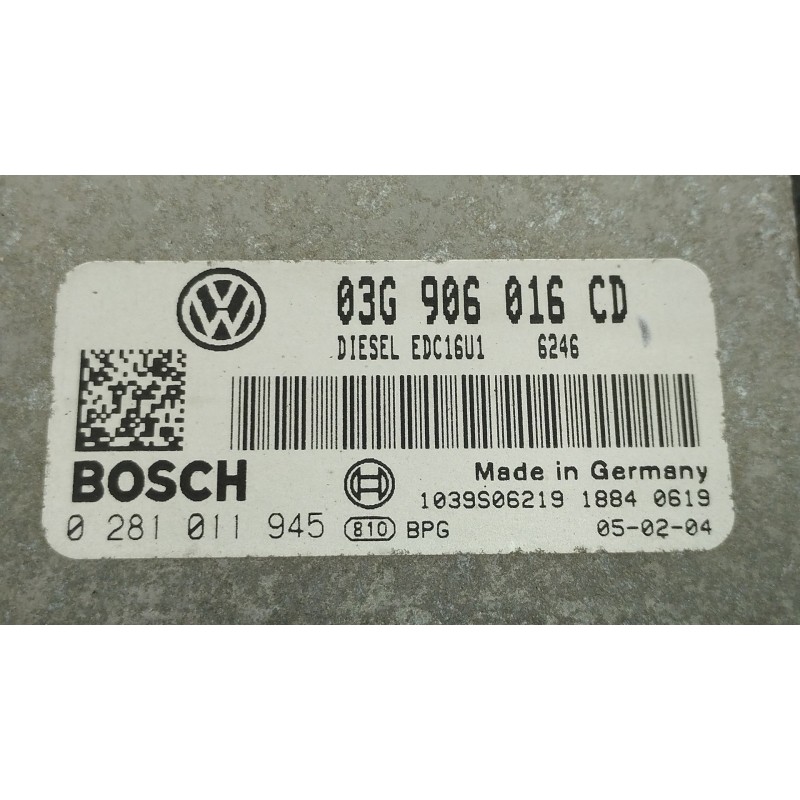 03G 906 016 CD
DIESEL EDC16U1 6246
BOSCH
Made in Germany
1039S06219 1884 0619
0 281 011 945 810 BPG 05-02-04